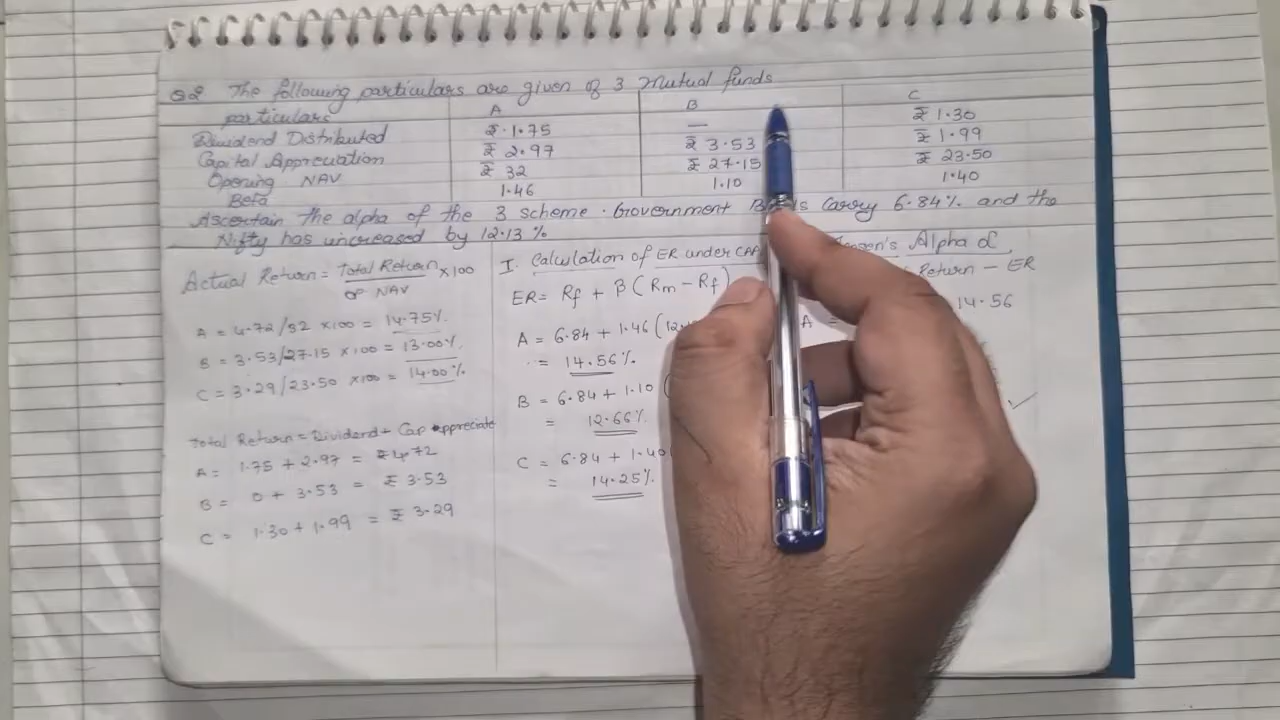 Q2 The following particulars are given of 3 Mutual funds
particulars A B C
Dividend Distributed ₹ 1.75 — ₹ 1.30
Capital Appreciation ₹ 2.97 ₹ 3.53 ₹ 1.99
Opening NAV ₹ 32 ₹ 27.15 ₹ 23.50
Beta 1.46 1.10 1.40
Ascertain the alpha of the 3 scheme. Government carry 6.84% and the
Nifty has increased by 12.13%
Actual Return = Total Return × 100
OP NAV
A = 4.72/32 ×100 = 14.75%
B = 3.53/27.15 ×100 = 13.00%
C = 3.29/23.50 ×100 = 14.00%
Total Return = Dividend + Cap Appreciate
A = 1.75 + 2.97 = ₹ 4.72
B = 0 + 3.53 = ₹ 3.53
C = 1.30 + 1.99 = ₹ 3.29
I. Calculation of ER under
ER = Rf + β (Rm - Rf)
A = 6.84 + 1.46 (12.
= 14.56%
B = 6.84 + 1.10
= 12.66%
C = 6.84 + 1.40
= 14.25%
Alpha α
Return - ER
A = 14.56